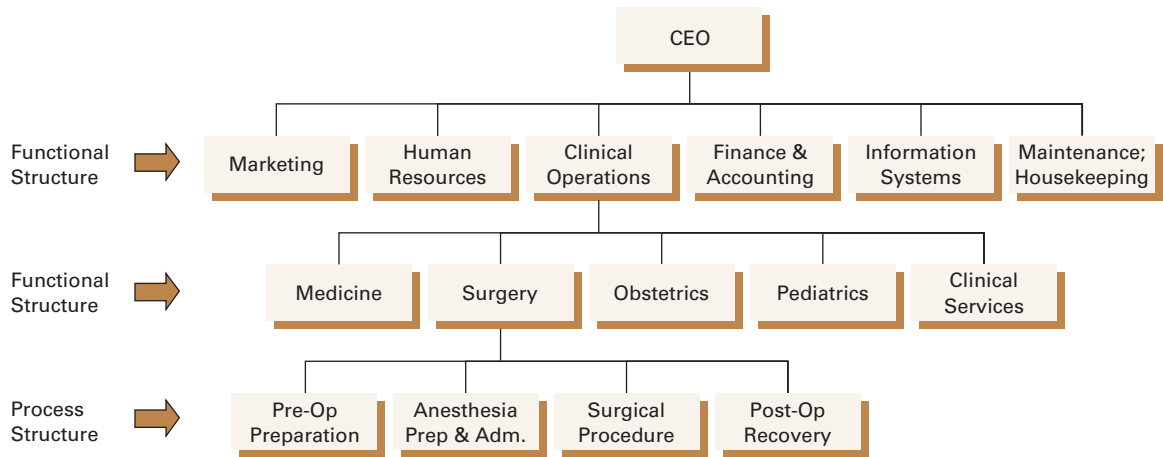 CEO
Functional
Structure
Marketing
Human
Resources
Clinical
Operations
Finance &
Accounting
Information
Systems
Maintenance;
Housekeeping
Functional
Structure
Medicine
Surgery
Obstetrics
Pediatrics
Clinical
Services
Process
Structure
Pre-Op
Preparation
Anesthesia
Prep & Adm.
Surgical
Procedure
Post-Op
Recovery